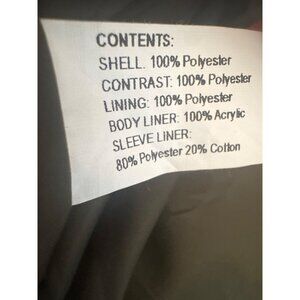 CONTENTS:
SHELL: 100% Polyester
CONTRAST: 100% Polyester
LINING: 100% Polyester
BODY LINER: 100% Acrylic
SLEEVE LINER:
80% Polyester 20% Cotton